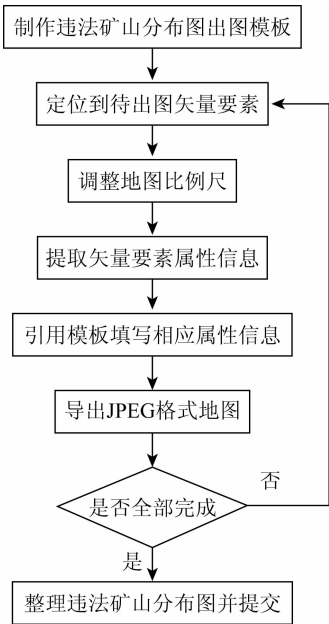 制作违法矿山分布图出图模板
定位到待出图矢量要素
调整地图比例尺
提取矢量要素属性信息
引用模板填写相应属性信息
导出JPEG格式地图
是否全部完成
否
是
整理违法矿山分布图并提交